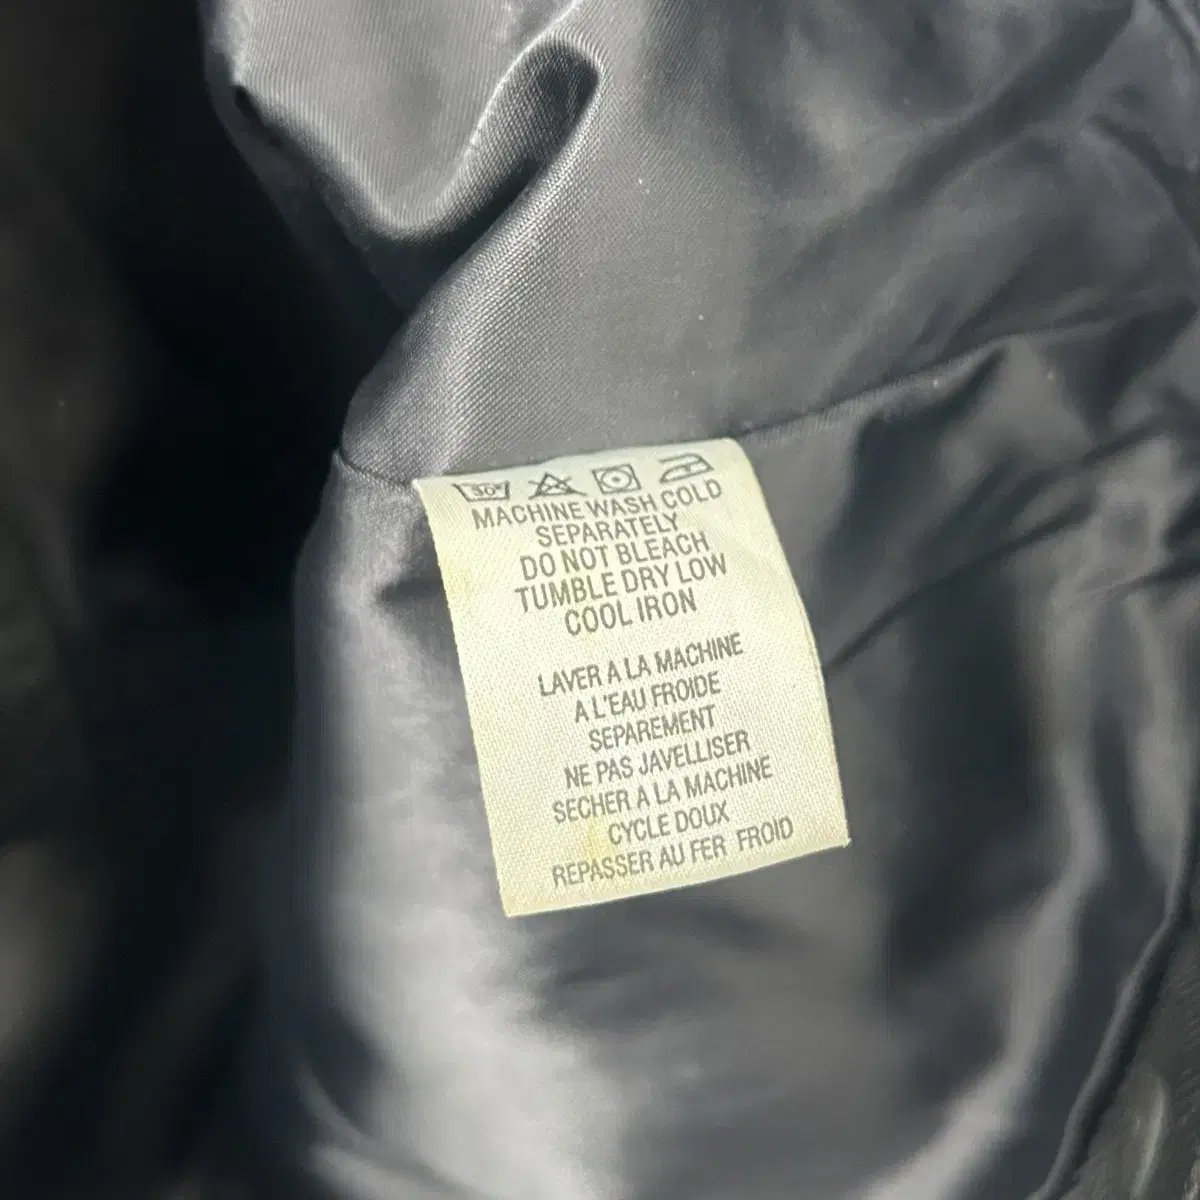 30°
MACHINE WASH COLD
SEPARATELY
DO NOT BLEACH
TUMBLE DRY LOW
COOL IRON
LAVER A LA MACHINE
A L'EAU FROIDE
SEPAREMENT
NE PAS JAVELLISER
SECHER A LA MACHINE
CYCLE DOUX
REPASSER AU FER FROID